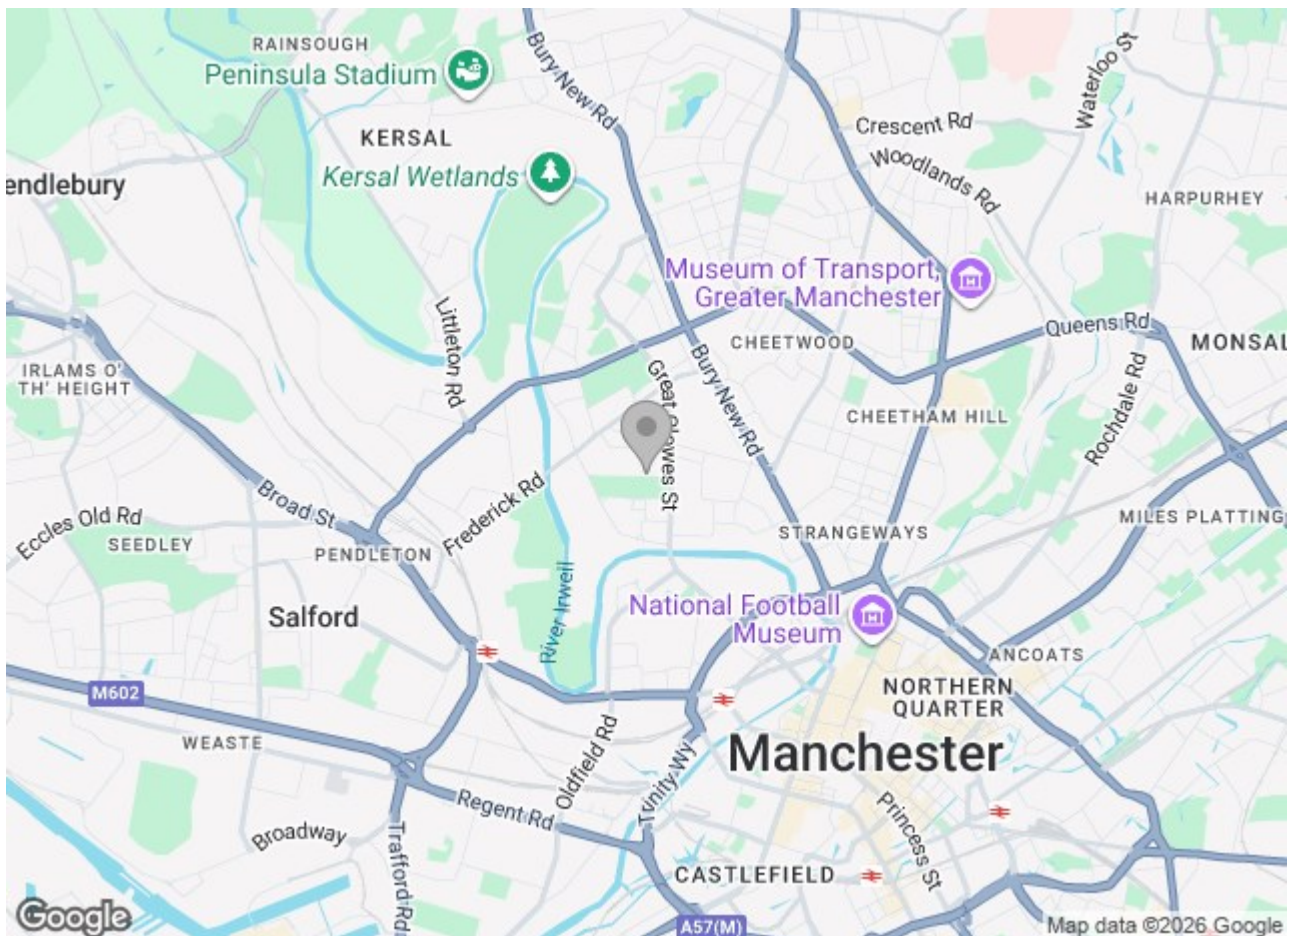 RAINSOUGH
Peninsula Stadium
Bury New Rd
Waterloo St
KERSAL
Crescent Rd
Kersal Wetlands
Woodlands Rd
endlebury
HARPURHEY
Museum of Transport,
Greater Manchester
Littleton Rd
Queens Rd
CHEETWOOD
MONSAL
IRLAMS O'
TH' HEIGHT
Bury New Rd
Great Clowes St
Rochdale Rd
CHEETHAM HILL
Broad St
Frederick Rd
Eccles Old Rd
SEEDLEY
PENDLETON
STRANGEWAYS
MILES PLATTING
River Irwell
Salford
National Football
Museum
ANCOATS
M602
NORTHERN
QUARTER
WEASTE
Oldfield Rd
Trinity Wy
Manchester
Regent Rd
Princess St
Broadway
Trafford Rd
CASTLEFIELD
A57(M)
Google
Map data ©2026 Google